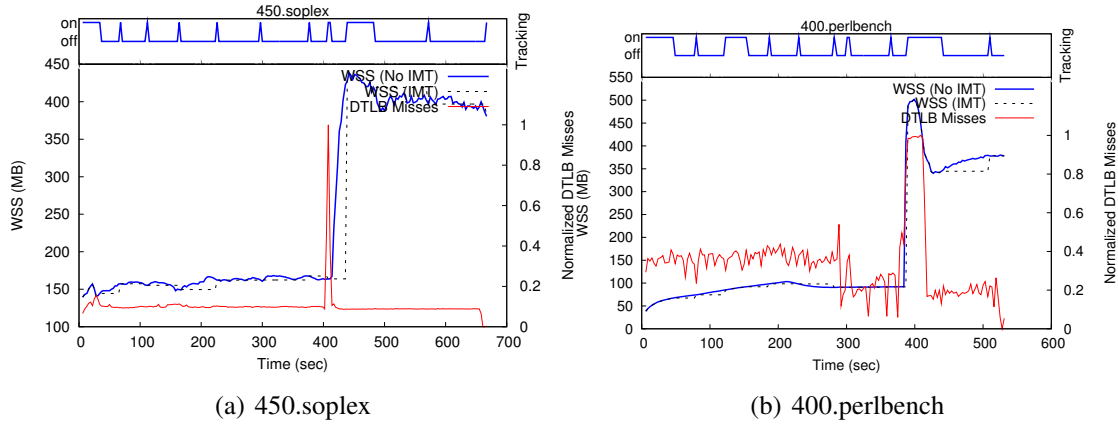 450.soplex
on
off
Tracking
450
400
350
300
250
200
150
100
WSS (MB)
WSS (No IMT)
WSS (IMT)
DTLB Misses
1
0.8
0.6
0.4
0.2
0
Normalized DTLB Misses
0 100 200 300 400 500 600 700
Time (sec)
(a) 450.soplex
400.perlbench
on
off
Tracking
550
500
450
400
350
300
250
200
150
100
50
0
WSS (MB)
WSS (No IMT)
WSS (IMT)
DTLB Misses
1
0.8
0.6
0.4
0.2
0
Normalized DTLB Misses
0 100 200 300 400 500 600
Time (sec)
(b) 400.perlbench